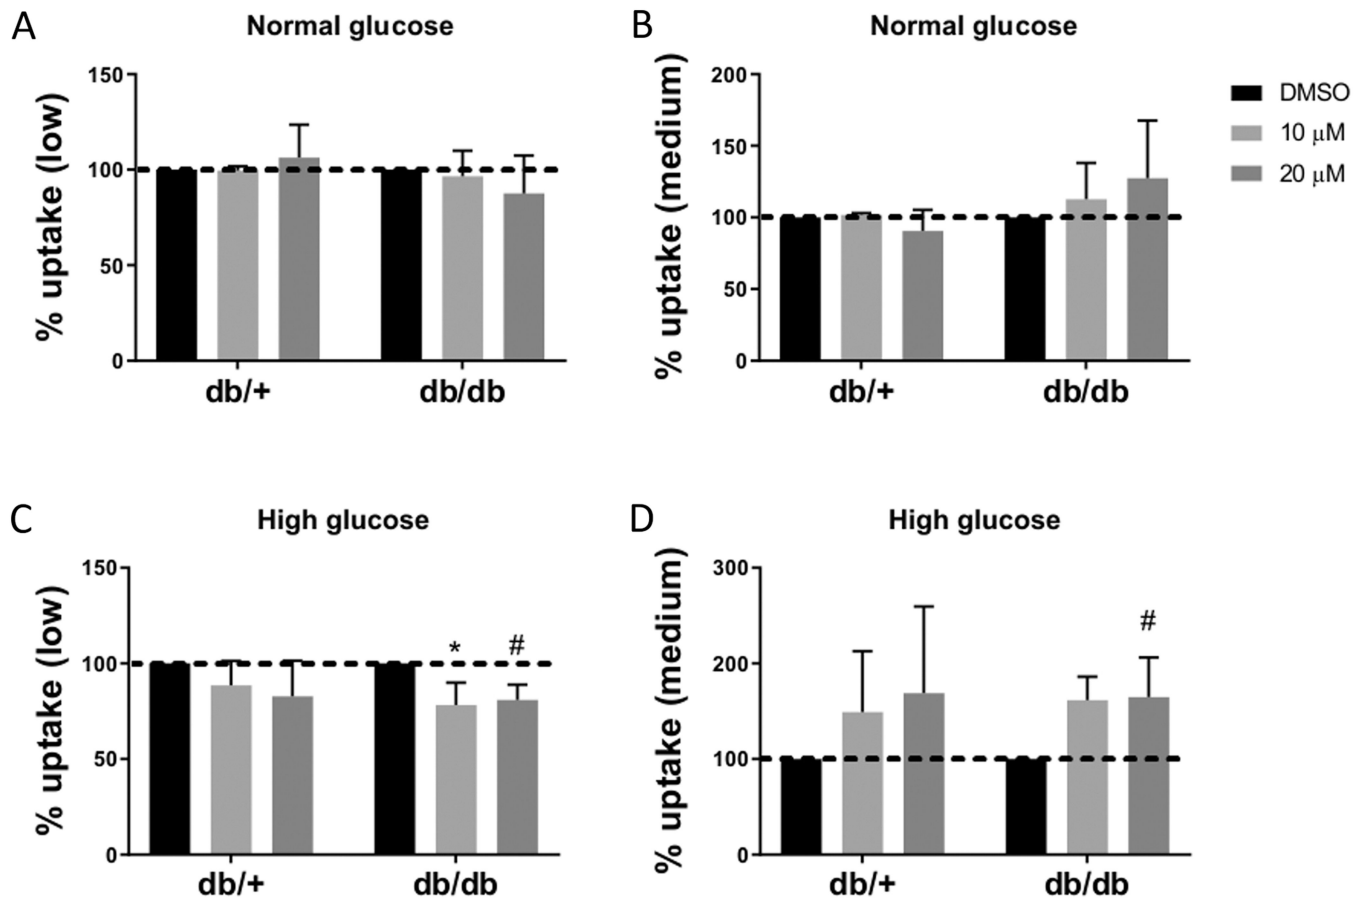 A
Normal glucose
% uptake (low)
150
100
50
0
db/+ db/db
B
Normal glucose
% uptake (medium)
200
150
100
50
0
db/+ db/db
DMSO
10 μM
20 μM
C
High glucose
% uptake (low)
150
100
50
0
* #
db/+ db/db
D
High glucose
% uptake (medium)
300
200
100
0
#
db/+ db/db